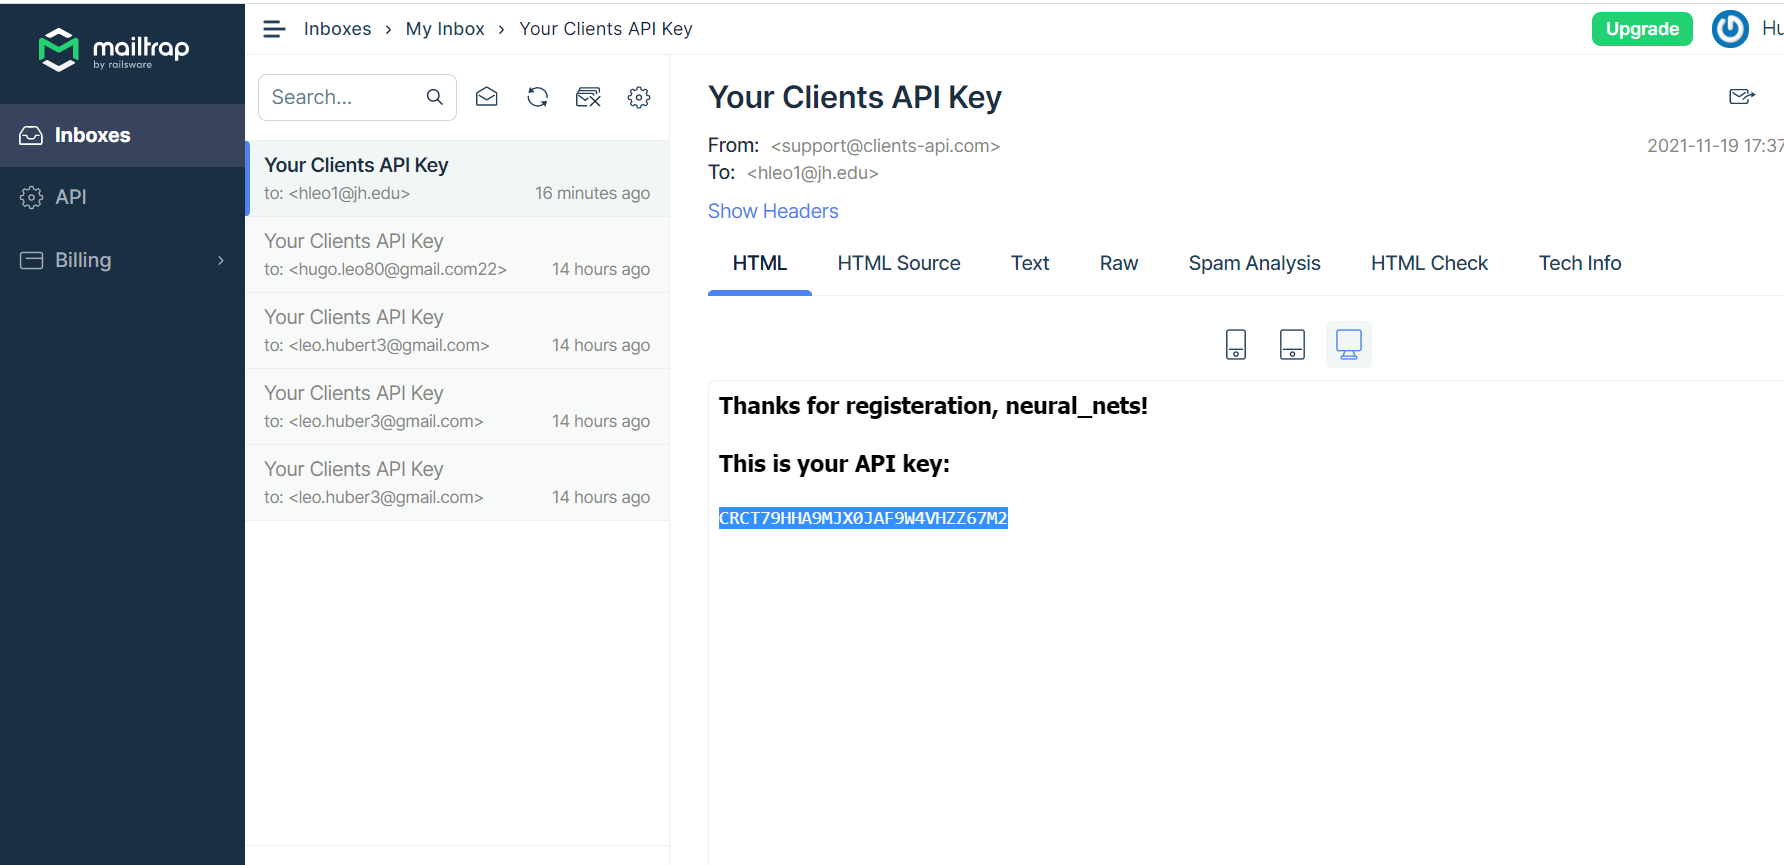 mailtrap
by railsware
Inboxes
API
Billing
Inboxes › My Inbox › Your Clients API Key
Upgrade
Hu
Search...
Your Clients API Key
to: <hleo1@jh.edu> 16 minutes ago
Your Clients API Key
to: <hugo.leo80@gmail.com22> 14 hours ago
Your Clients API Key
to: <leo.hubert3@gmail.com> 14 hours ago
Your Clients API Key
to: <leo.huber3@gmail.com> 14 hours ago
Your Clients API Key
to: <leo.huber3@gmail.com> 14 hours ago
Your Clients API Key
From: <support@clients-api.com> 2021-11-19 17:37
To: <hleo1@jh.edu>
Show Headers
HTML HTML Source Text Raw Spam Analysis HTML Check Tech Info
Thanks for registeration, neural_nets!
This is your API key:
CRCT79HHA9MJX0JAF9W4VHZZ67M2